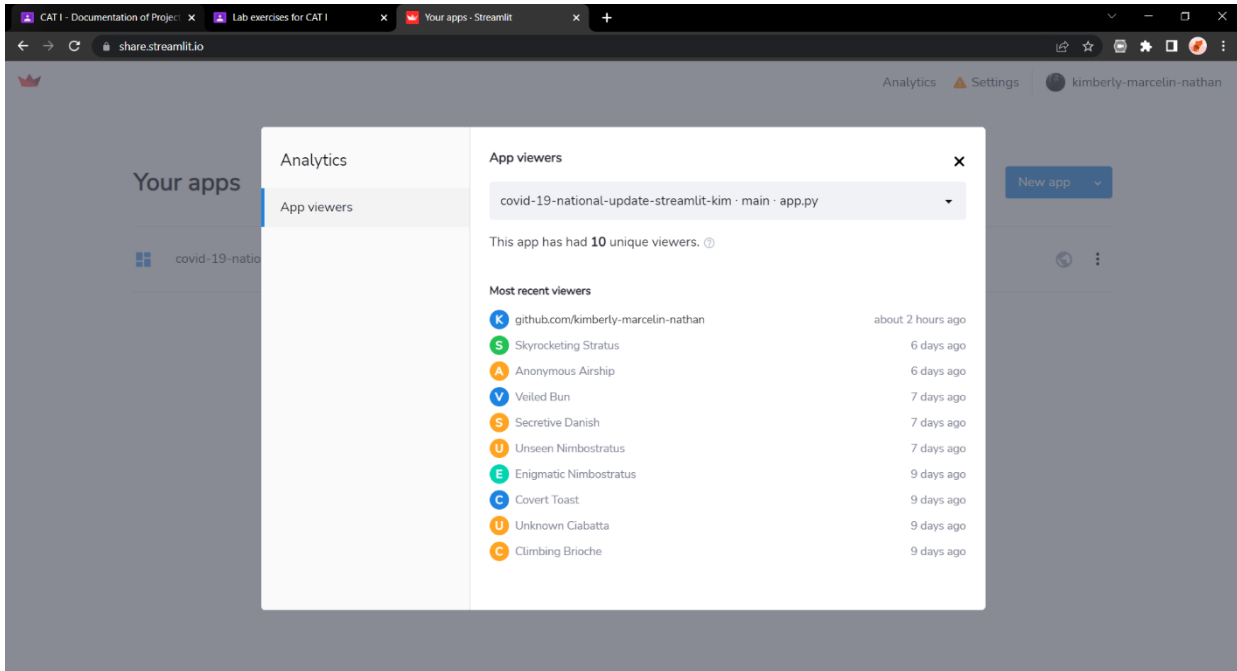 CAT I - Documentation of Projec
Lab exercises for CAT I
Your apps · Streamlit
share.streamlit.io
Analytics
Settings
kimberly-marcelin-nathan
Your apps
New app
covid-19-natio
Analytics
App viewers
App viewers
covid-19-national-update-streamlit-kim · main · app.py
This app has had 10 unique viewers.
Most recent viewers
K github.com/kimberly-marcelin-nathan about 2 hours ago
S Skyrocketing Stratus 6 days ago
A Anonymous Airship 6 days ago
V Veiled Bun 7 days ago
S Secretive Danish 7 days ago
U Unseen Nimbostratus 7 days ago
E Enigmatic Nimbostratus 9 days ago
C Covert Toast 9 days ago
U Unknown Ciabatta 9 days ago
C Climbing Brioche 9 days ago